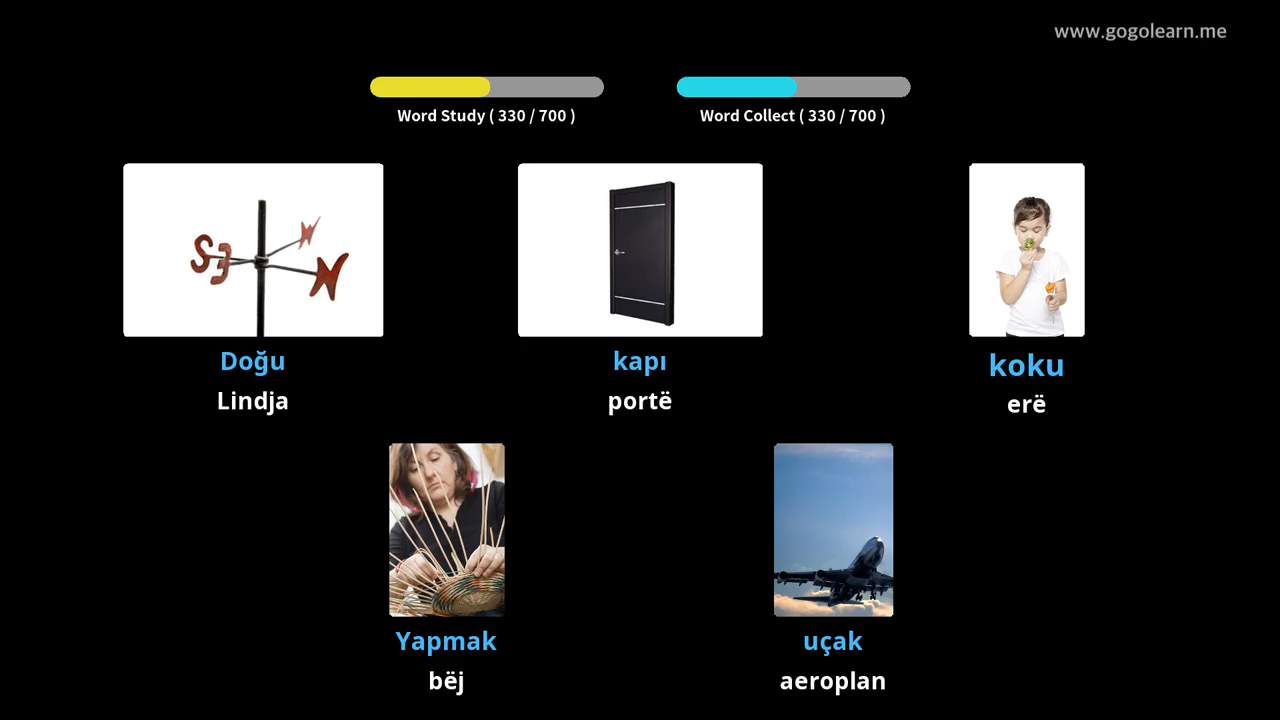 www.gogolearn.me
Word Study ( 330 / 700 )
Word Collect ( 330 / 700 )
Doğu
Lindja
kapı
portë
koku
erë
Yapmak
bëj
uçak
aeroplan